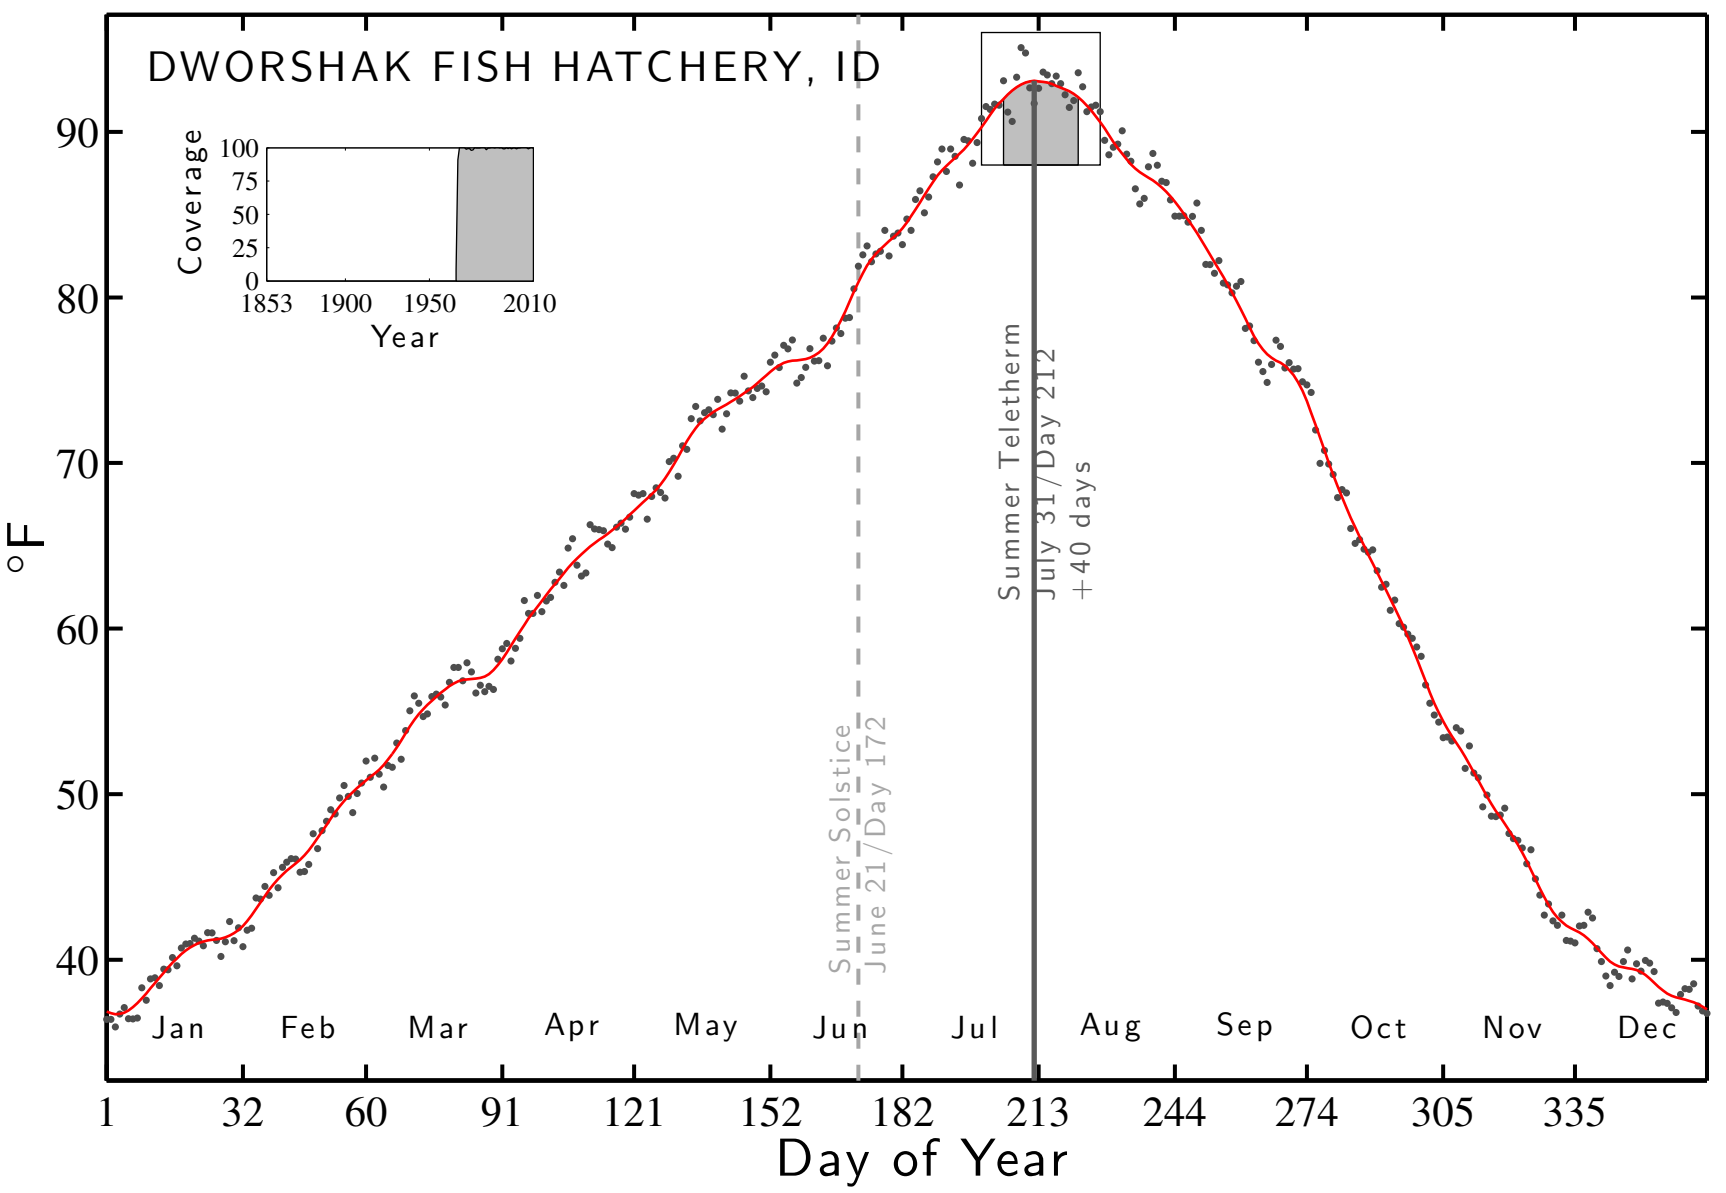 DWORSHAK FISH HATCHERY, ID
Coverage
100
75
50
25
0
1853 1900 1950 2010
Year
°F
90
80
70
60
50
40
Summer Solstice
June 21/Day 172
Summer Teletherm
July 31/Day 212
+40 days
Jan Feb Mar Apr May Jun Jul Aug Sep Oct Nov Dec
1 32 60 91 121 152 182 213 244 274 305 335
Day of Year